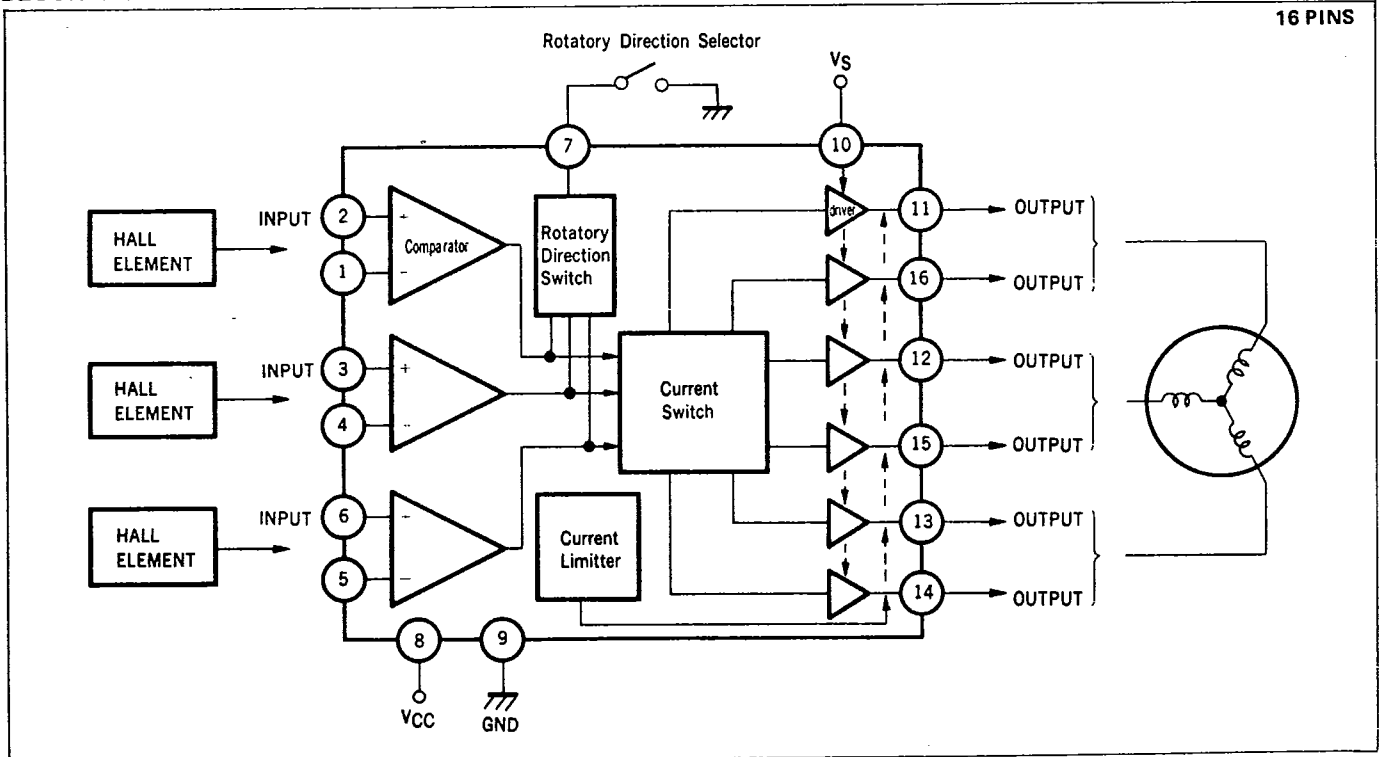 16 PINS
Rotatory Direction Selector
VS
7
10
HALL
ELEMENT
INPUT
2
1
+
−
Comparator
Rotatory
Direction
Switch
driver
11
OUTPUT
16
OUTPUT
HALL
ELEMENT
INPUT
3
4
+
−
Current
Switch
12
OUTPUT
15
OUTPUT
HALL
ELEMENT
INPUT
6
5
−
−
Current
Limitter
13
OUTPUT
14
OUTPUT
8
9
VCC
GND